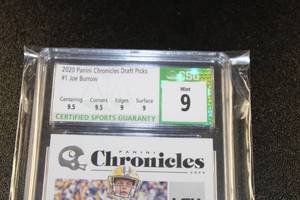 2020 Panini Chronicles Draft Picks
#1 Joe Burrow
CSG
Centering Corners Edges Surface
9.5 9.5 9 9
Mint
9
CERTIFIED SPORTS GUARANTY
PANINI
Chronicles